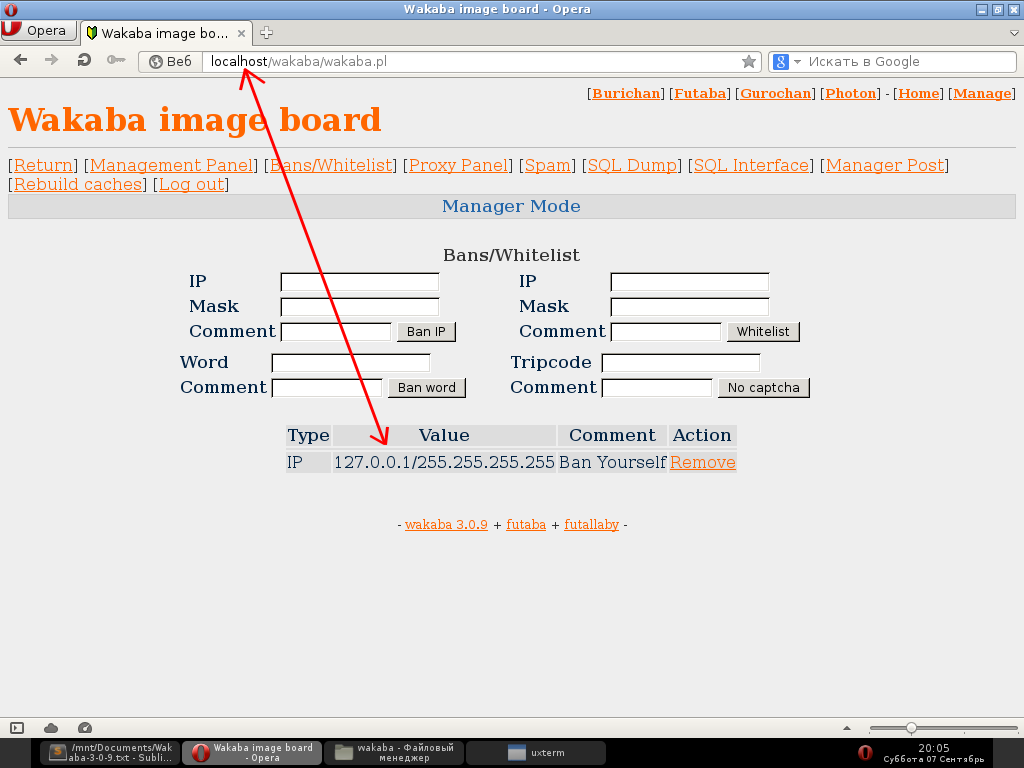 Wakaba image board - Opera
Opera
Wakaba image bo...
Веб
localhost/wakaba/wakaba.pl
Искать в Google
[Burichan] [Futaba] [Gurochan] [Photon] - [Home] [Manage]
Wakaba image board
[Return] [Management Panel] [Bans/Whitelist] [Proxy Panel] [Spam] [SQL Dump] [SQL Interface] [Manager Post]
[Rebuild caches] [Log out]
Manager Mode
Bans/Whitelist
IP
IP
Mask
Mask
Comment Ban IP
Comment Whitelist
Word
Tripcode
Comment Ban word
Comment No captcha
Type Value Comment Action
IP 127.0.0.1/255.255.255.255 Ban Yourself Remove
- wakaba 3.0.9 + futaba + futallaby -
/mnt/Documents/Wak
aba-3-0-9.txt - Subli...
Wakaba image board
- Opera
wakaba - Файловый
менеджер
uxterm
20:05
Суббота 07 Сентябрь